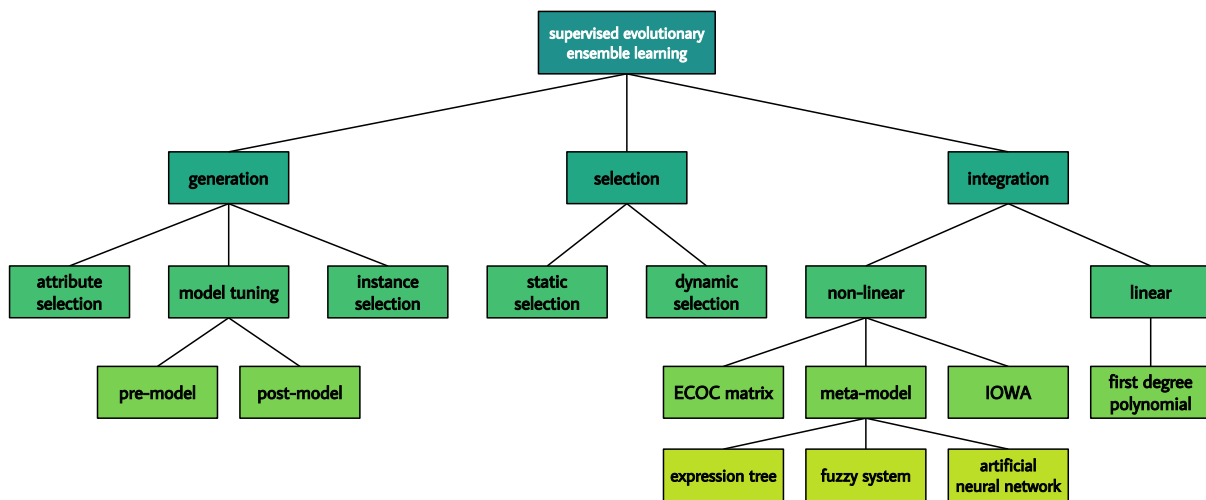 supervised evolutionary
ensemble learning
generation
selection
integration
attribute
selection
model tuning
instance
selection
static
selection
dynamic
selection
non-linear
linear
pre-model
post-model
ECOC matrix
meta-model
IOWA
first degree
polynomial
expression tree
fuzzy system
artificial
neural network